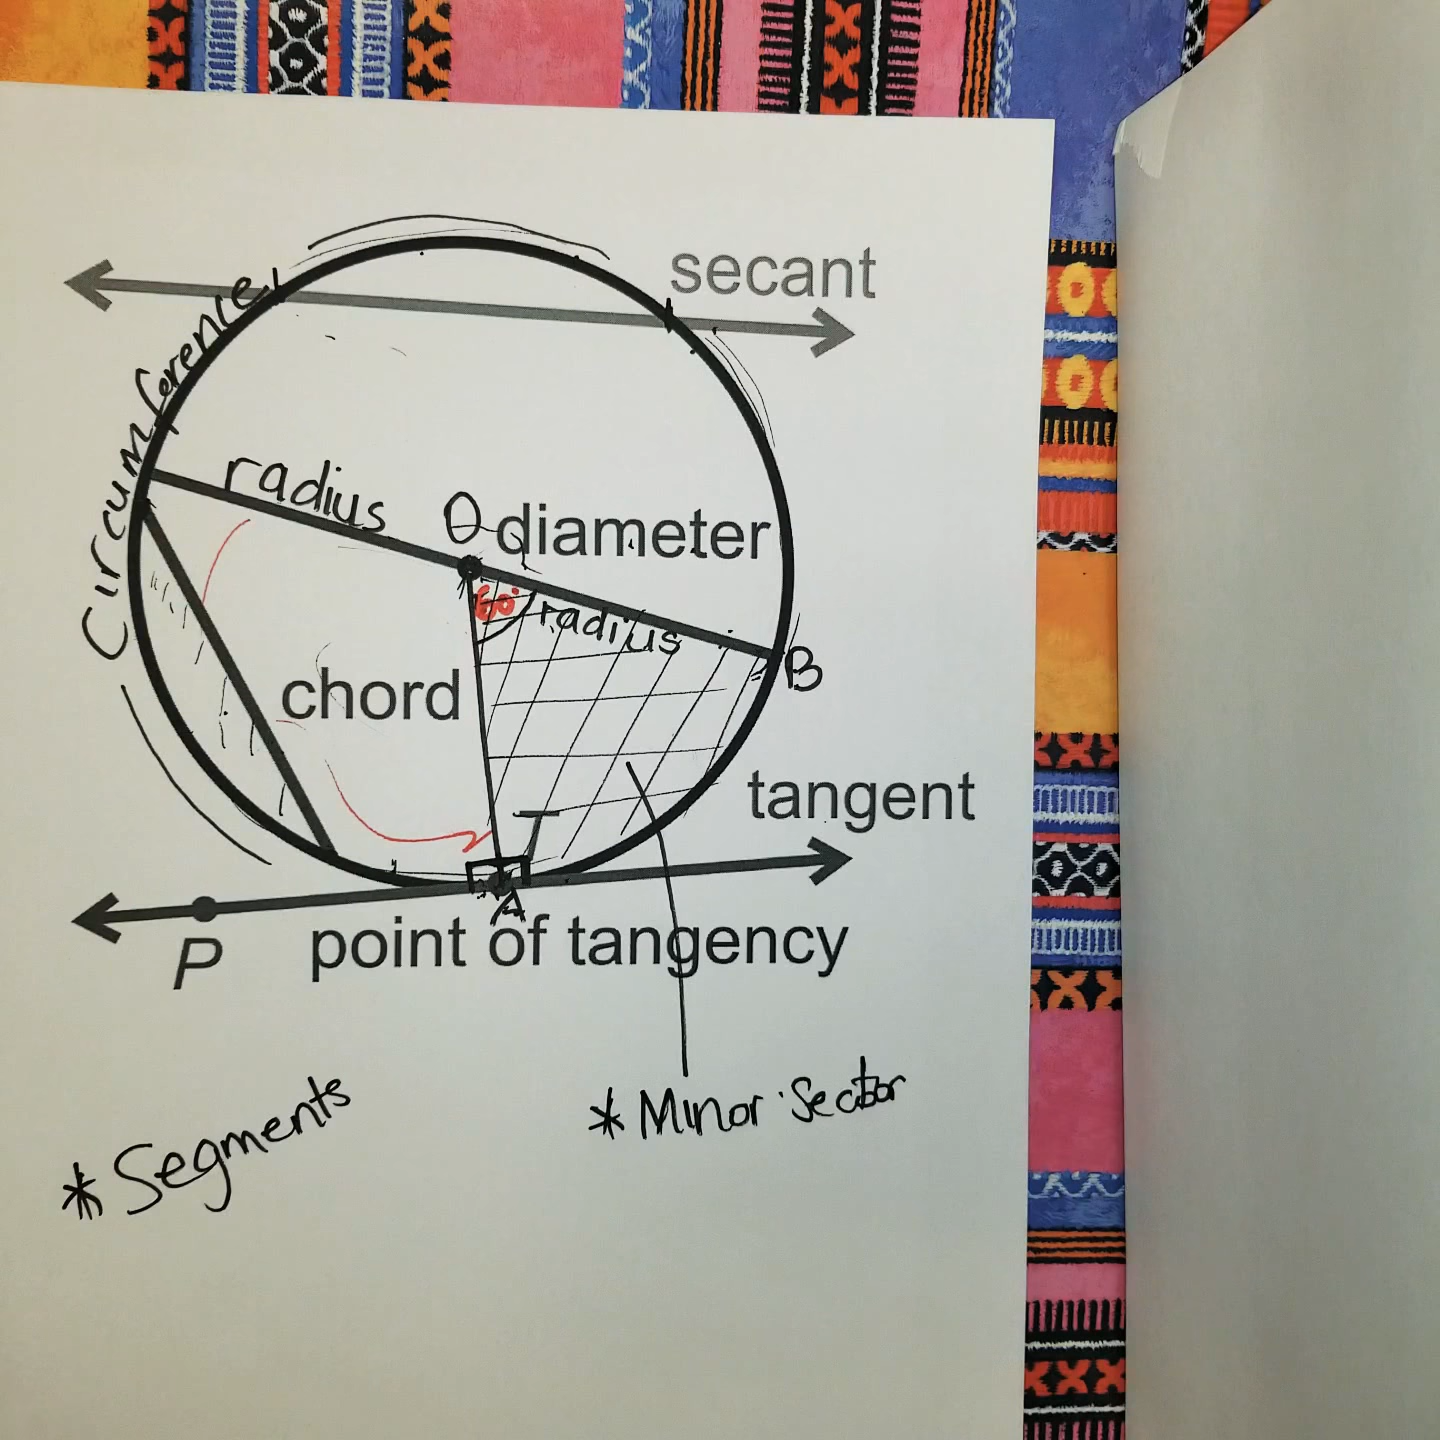 secant
Circumference
radius
O
diameter
60°
radius
B
chord
tangent
T
A
P
point of tangency
* Segments
* Minor Sector